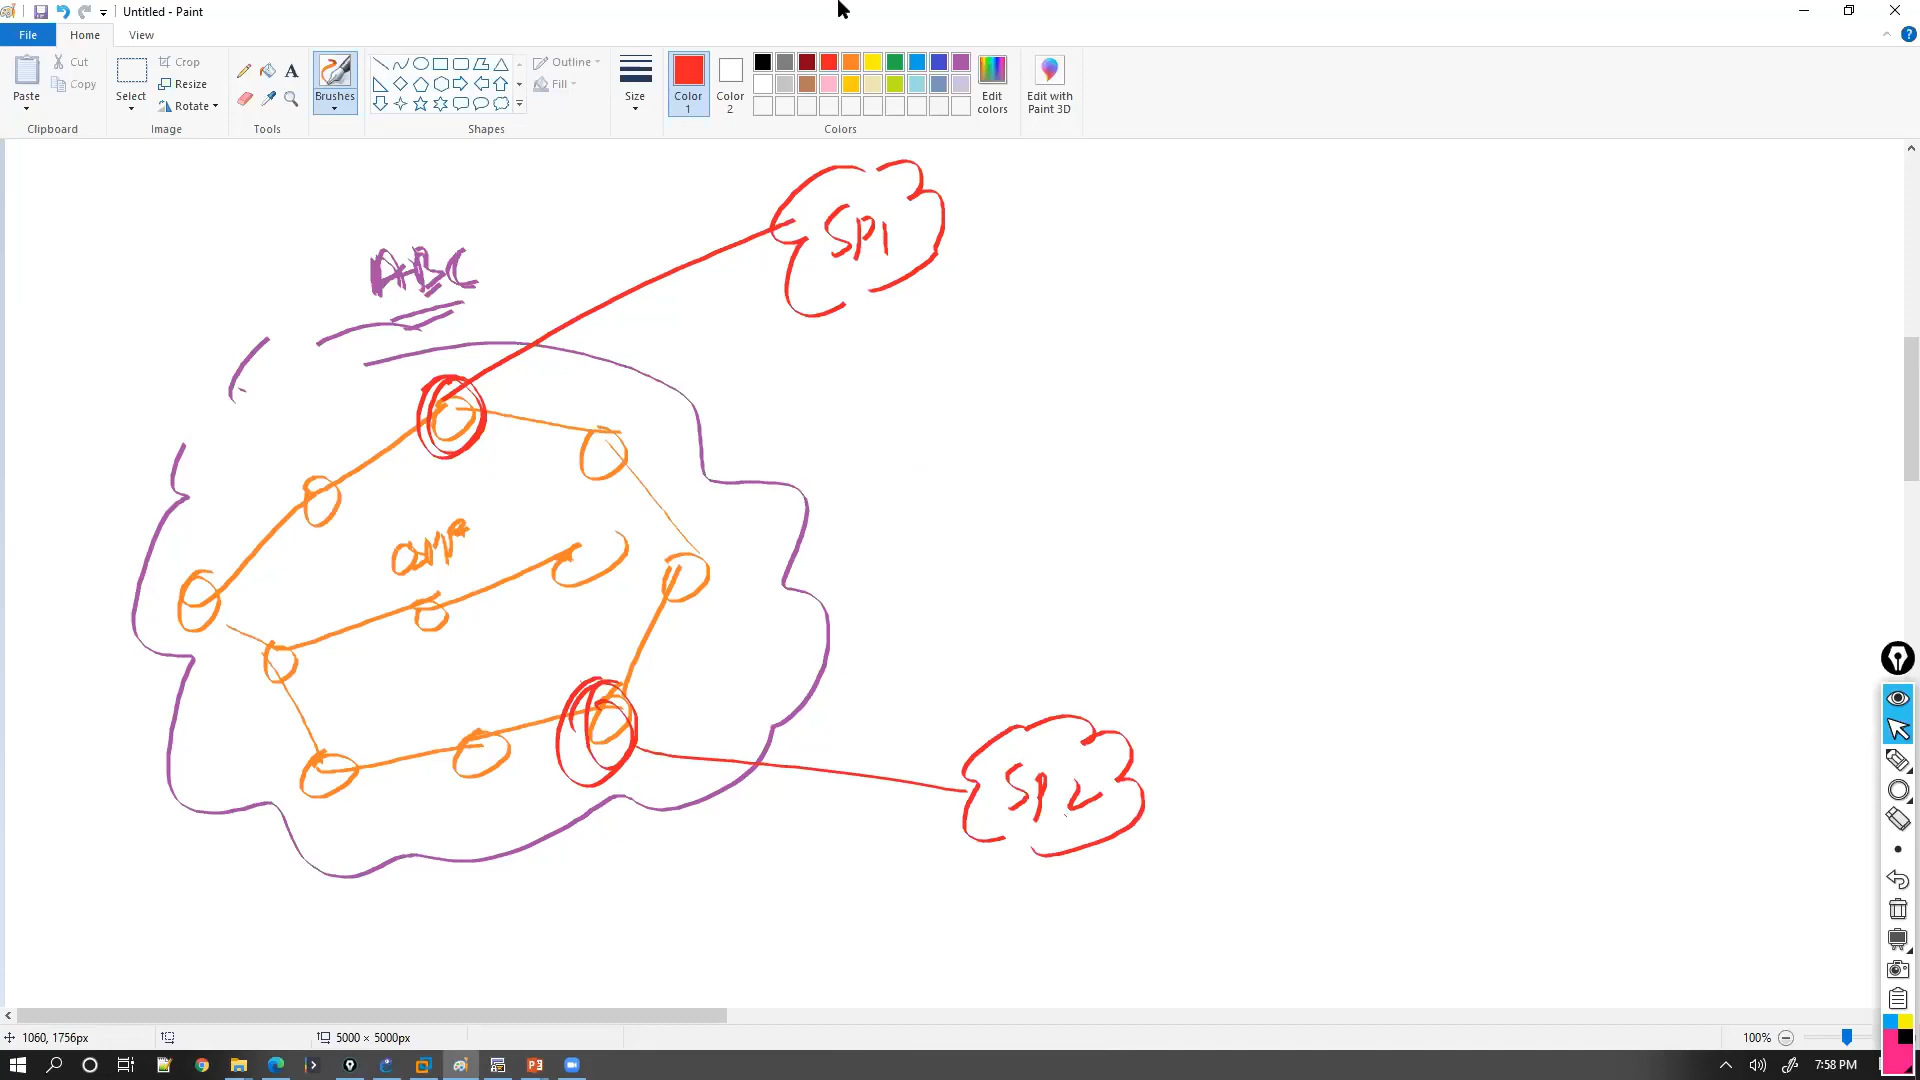 Untitled - Paint
File
Home
View
Paste
Cut
Copy
Clipboard
Select
Crop
Resize
Rotate
Image
Tools
Brushes
Shapes
Outline
Fill
Size
Color 1
Color 2
Edit colors
Colors
Edit with Paint 3D
SP1
ABC
OSPF
SP2
1060, 1756px
5000 × 5000px
100%
7:58 PM